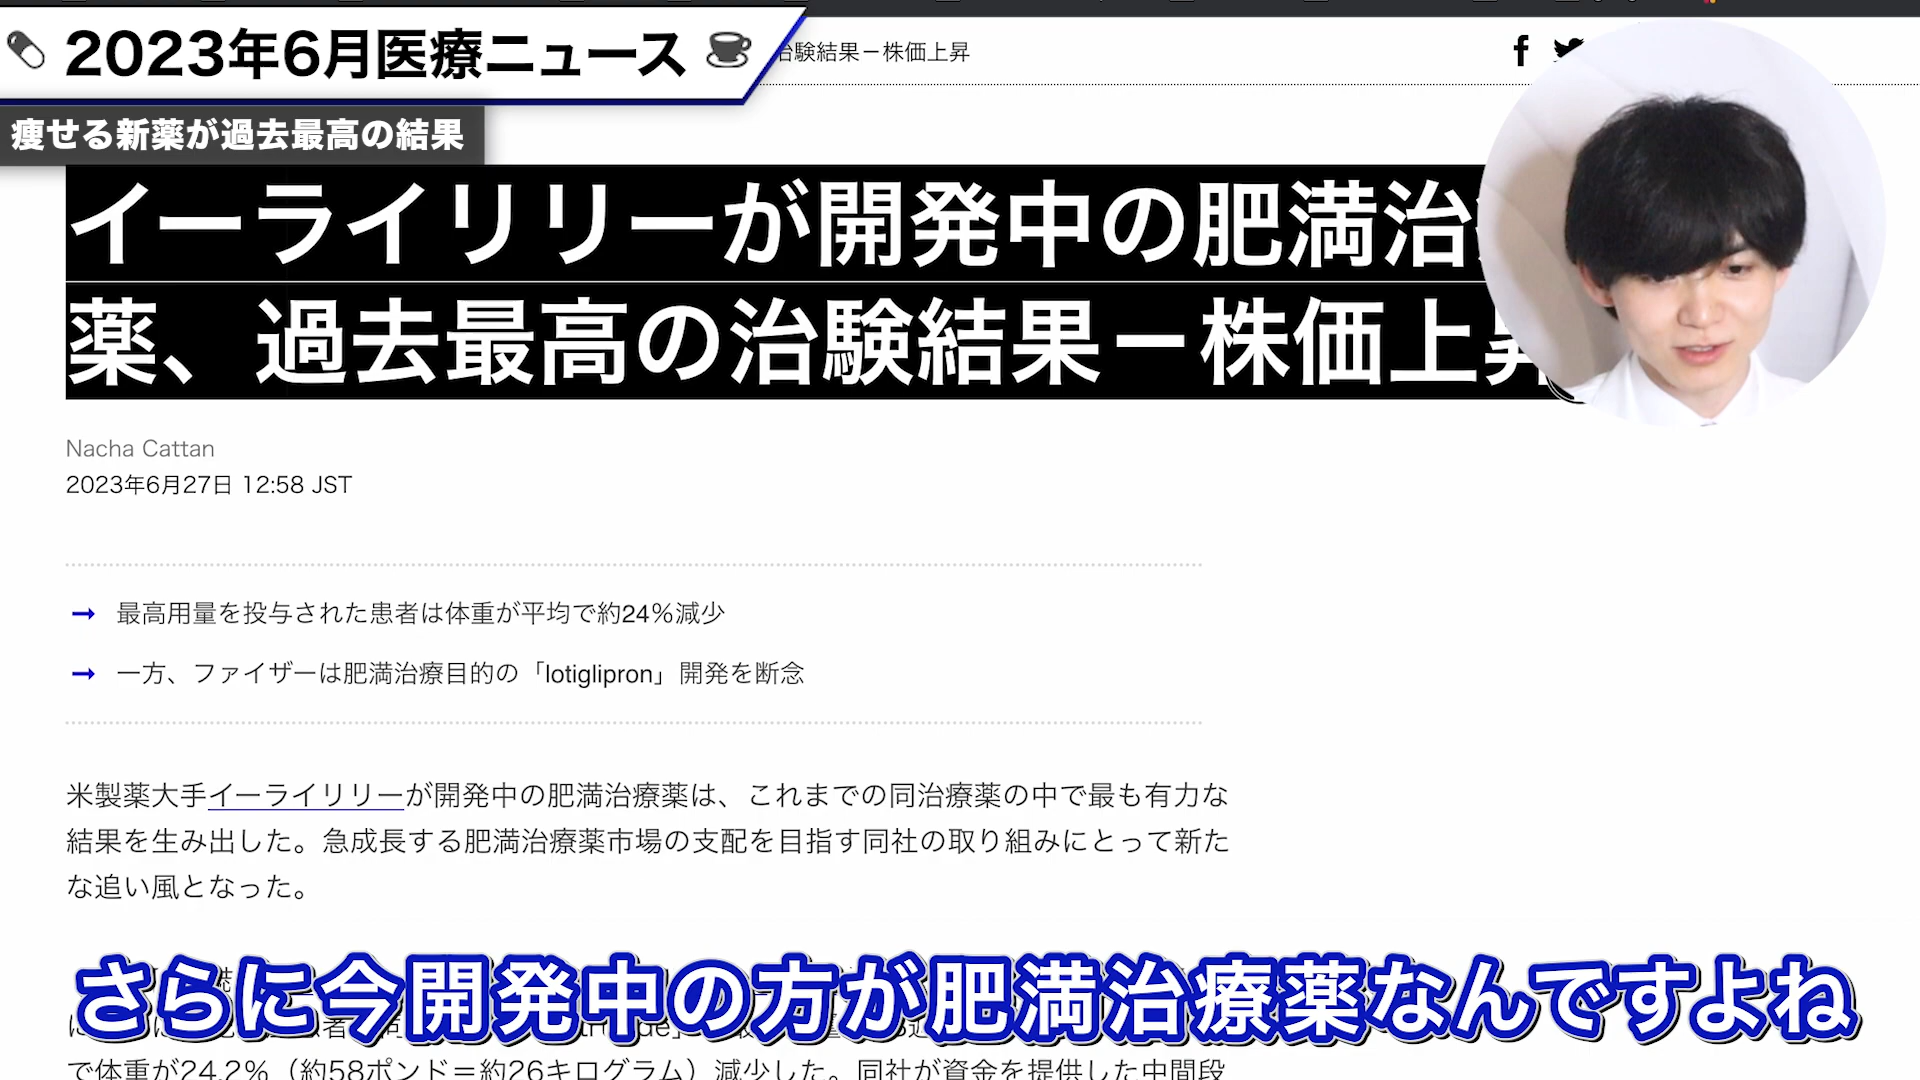 2023年6月医療ニュース
治験結果－株価上昇
痩せる新薬が過去最高の結果
イーライリリーが開発中の肥満治
薬、過去最高の治験結果－株価上昇
Nacha Cattan
2023年6月27日 12:58 JST
→ 最高用量を投与された患者は体重が平均で約24％減少
→ 一方、ファイザーは肥満治療目的の「lotiglipron」開発を断念
米製薬大手イーライリリーが開発中の肥満治療薬は、これまでの同治療薬の中で最も有力な
結果を生み出した。急成長する肥満治療薬市場の支配を目指す同社の取り組みにとって新た
な追い風となった。
さらに今開発中の方が肥満治療薬なんですよね
で体重が24.2％（約58ポンド＝約26キログラム）減少した。同社が資金を提供した中間段